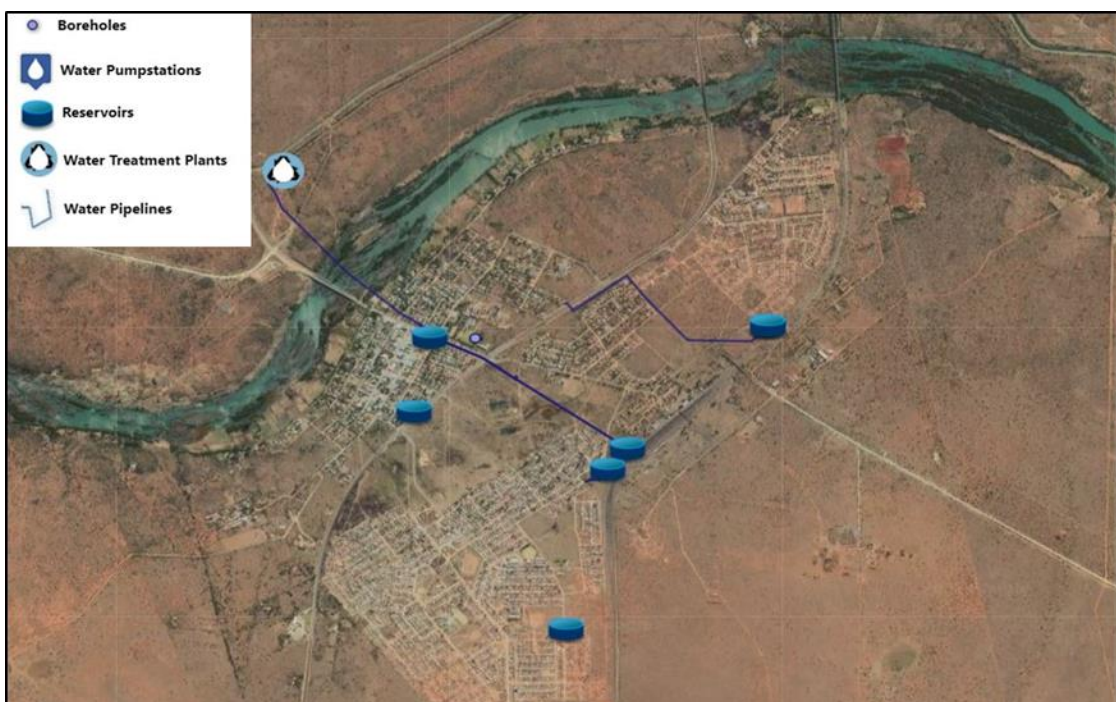 Boreholes
Water Pumpstations
Reservoirs
Water Treatment Plants
Water Pipelines